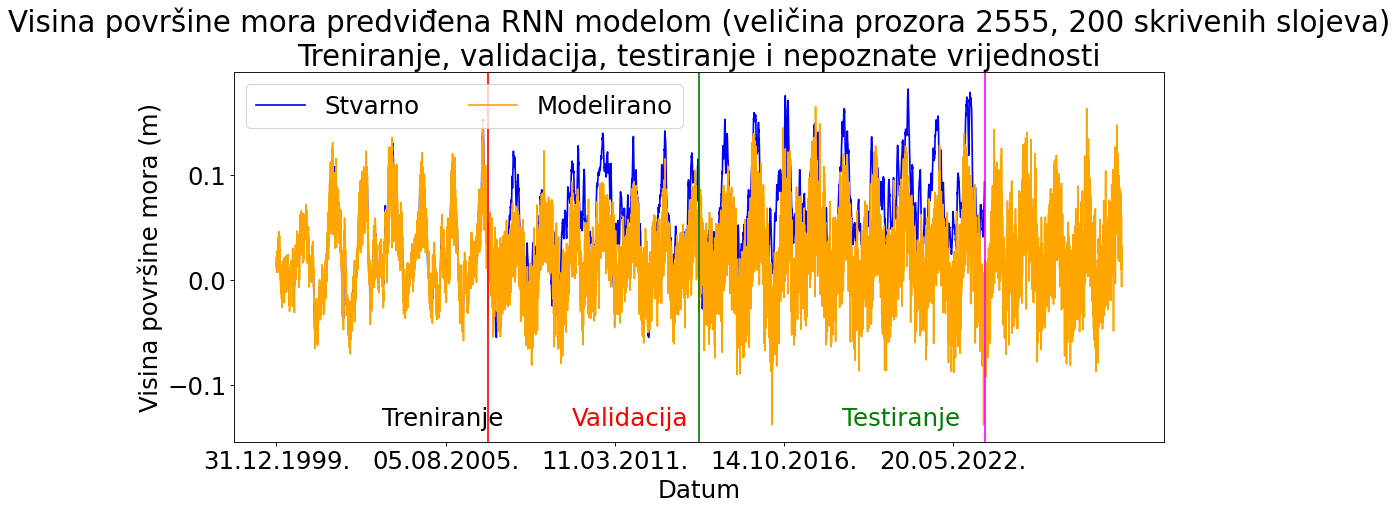 Visina površine mora predviđena RNN modelom (veličina prozora 2555, 200 skrivenih slojeva)
Treniranje, validacija, testiranje i nepoznate vrijednosti
Stvarno Modelirano
Visina površine mora (m)
0.1
0.0
−0.1
Treniranje Validacija Testiranje
31.12.1999. 05.08.2005. 11.03.2011. 14.10.2016. 20.05.2022.
Datum